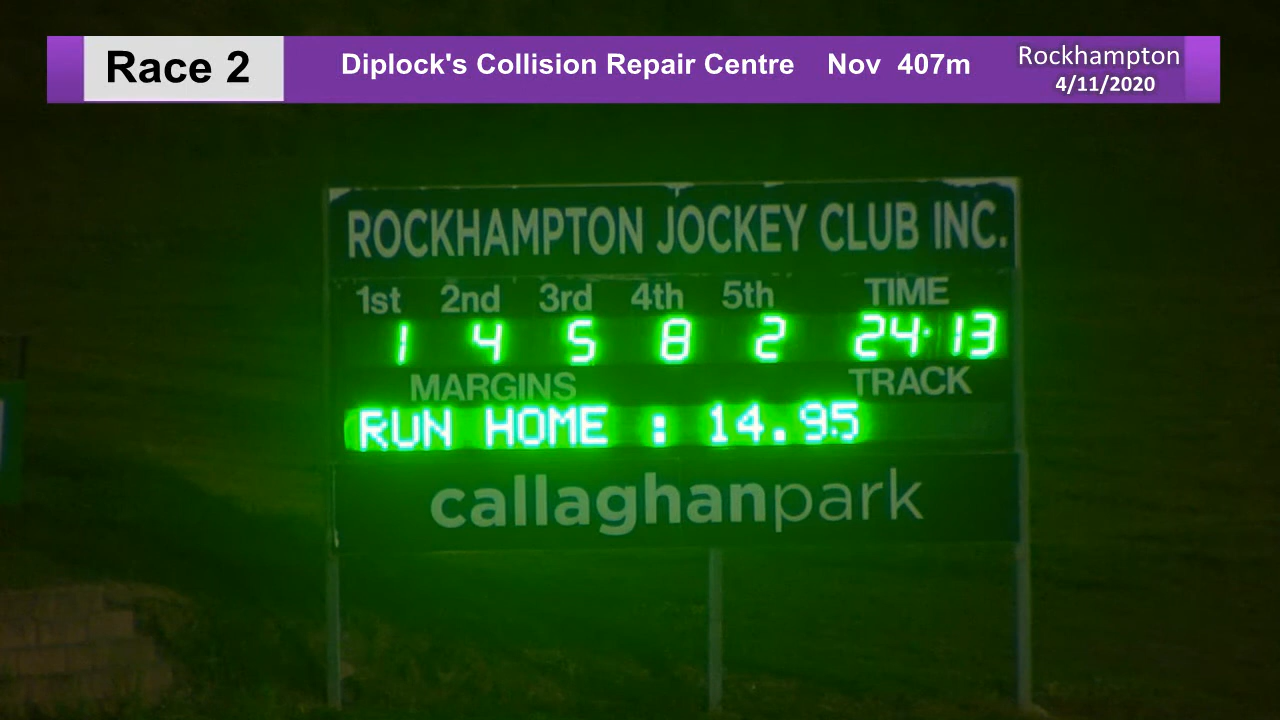 Race 2 Diplock's Collision Repair Centre Nov 407m Rockhampton
4/11/2020
ROCKHAMPTON JOCKEY CLUB INC.
1st 2nd 3rd 4th 5th TIME
1 4 5 8 2 24·13
MARGINS TRACK
RUN HOME : 14.95
callaghanpark